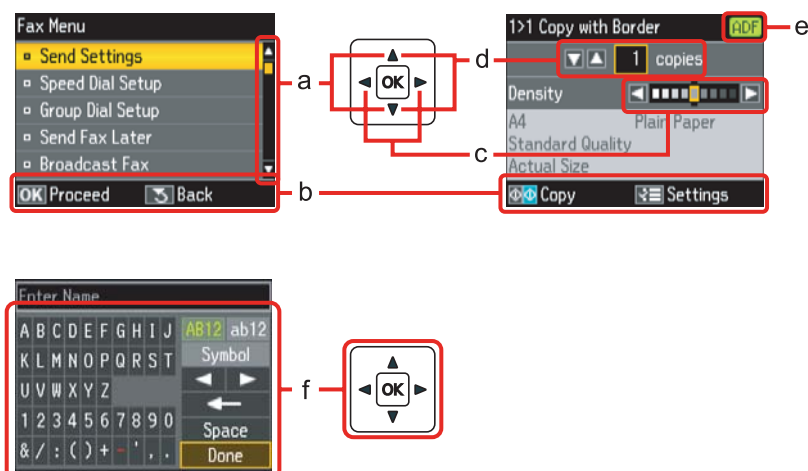 Fax Menu
Send Settings
Speed Dial Setup
Group Dial Setup
Send Fax Later
Broadcast Fax
OK Proceed Back
a
b
OK
d
c
1>1 Copy with Border ADF
1 copies
Density
A4 Plain Paper
Standard Quality
Actual Size
Copy Settings
e
Enter Name
A B C D E F G H I J AB12 ab12
K L M N O P Q R S T Symbol
U V W X Y Z
1 2 3 4 5 6 7 8 9 0 Space
& / : ( ) + - ' , . Done
f
OK